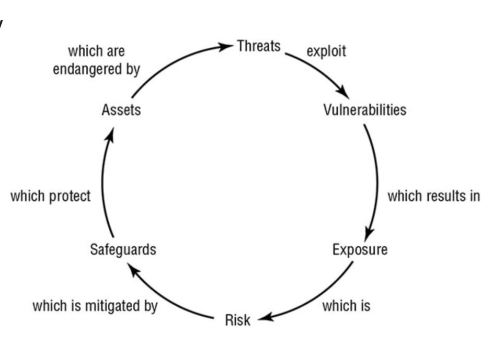 which are
endangered by
Threats
exploit
Assets
Vulnerabilities
which protect
which results in
Safeguards
Exposure
which is mitigated by
which is
Risk